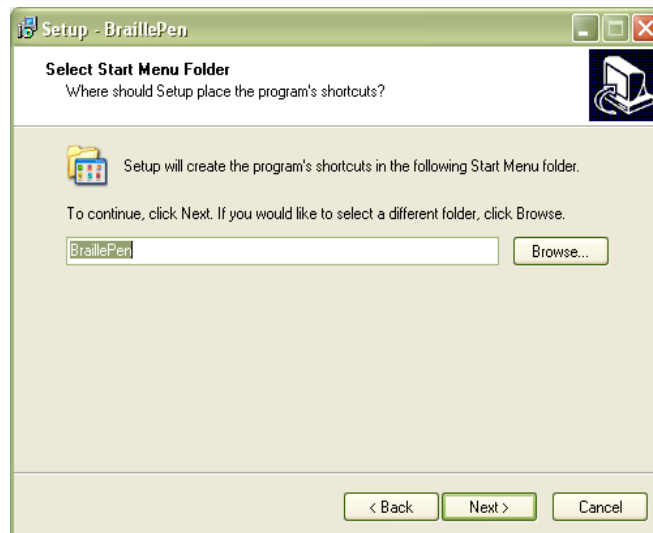 Setup - BraillePen
Select Start Menu Folder
Where should Setup place the program's shortcuts?
Setup will create the program's shortcuts in the following Start Menu folder.
To continue, click Next. If you would like to select a different folder, click Browse.
BraillePen
Browse...
< Back
Next >
Cancel